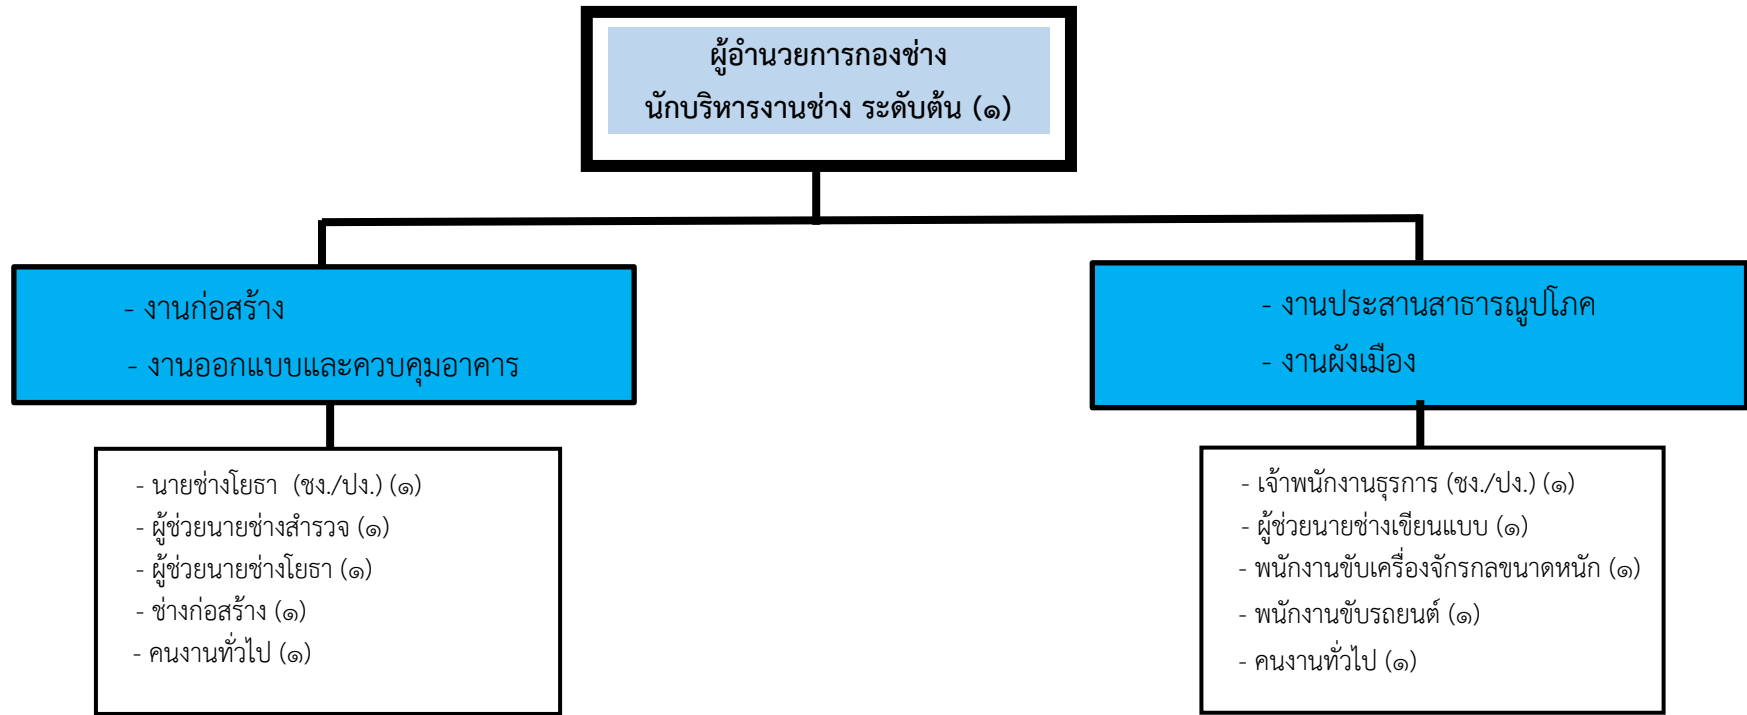 ผู้อำนวยการกองช่าง
นักบริหารงานช่าง ระดับต้น (๑)
- งานก่อสร้าง
- งานออกแบบและควบคุมอาคาร
- งานประสานสาธารณูปโภค
- งานผังเมือง
- นายช่างโยธา (ชง./ปง.) (๑)
- ผู้ช่วยนายช่างสำรวจ (๑)
- ผู้ช่วยนายช่างโยธา (๑)
- ช่างก่อสร้าง (๑)
- คนงานทั่วไป (๑)
- เจ้าพนักงานธุรการ (ชง./ปง.) (๑)
- ผู้ช่วยนายช่างเขียนแบบ (๑)
- พนักงานขับเครื่องจักรกลขนาดหนัก (๑)
- พนักงานขับรถยนต์ (๑)
- คนงานทั่วไป (๑)